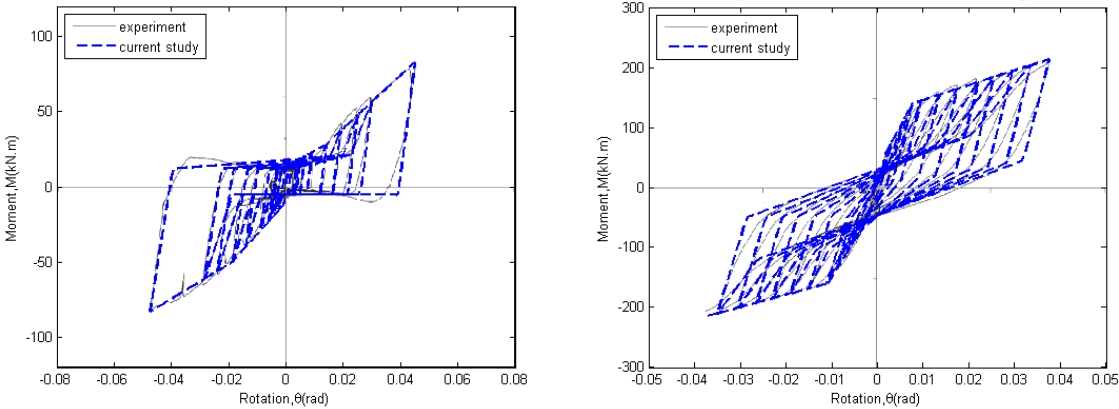 experiment
current study
100
50
0
-50
-100
Moment,M(kN.m)
-0.08 -0.06 -0.04 -0.02 0 0.02 0.04 0.06 0.08
Rotation,θ(rad)
300
experiment
current study
200
100
0
-100
-200
-300
Moment,M(kN.m)
-0.05 -0.04 -0.03 -0.02 -0.01 0 0.01 0.02 0.03 0.04 0.05
Rotation,θ(rad)